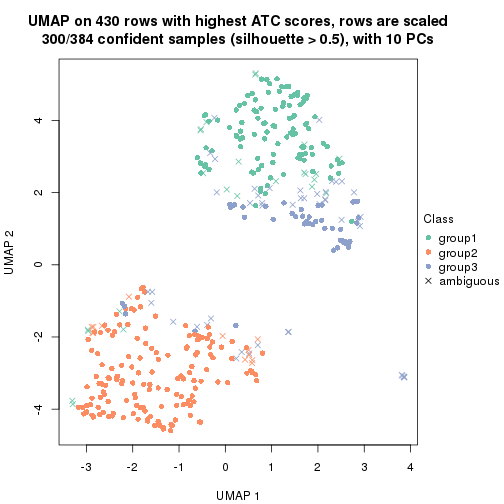 UMAP on 430 rows with highest ATC scores, rows are scaled
300/384 confident samples (silhouette > 0.5), with 10 PCs
4
2
0
-2
-4
UMAP 2
-3
-2
-1
0
1
2
3
4
UMAP 1
Class
group1
group2
group3
ambiguous